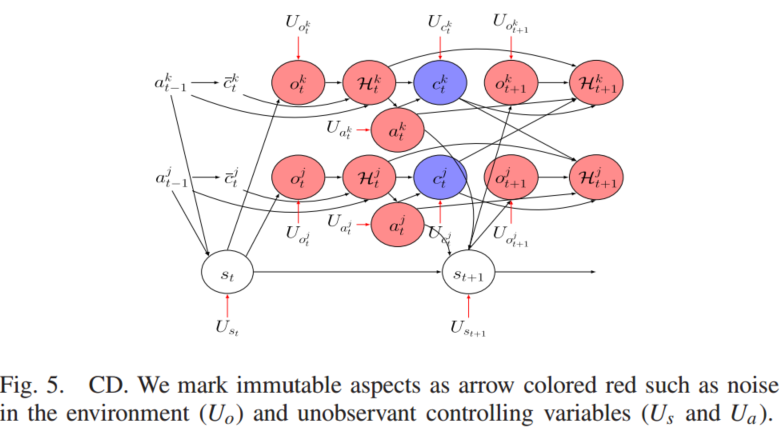 U_{o_t^k} U_{c_t^k} U_{o_{t+1}^k}
a_{t-1}^k c̄_t^k o_t^k ℋ_t^k c_t^k o_{t+1}^k ℋ_{t+1}^k
U_{a_t^k} a_t^k
a_{t-1}^j c̄_t^j o_t^j ℋ_t^j c_t^j o_{t+1}^j ℋ_{t+1}^j
U_{o_t^j} U_{a_t^j} a_t^j U_{c_t^j} U_{o_{t+1}^j}
s_t s_{t+1}
U_{s_t} U_{s_{t+1}}
Fig. 5. CD. We mark immutable aspects as arrow colored red such as noise
in the environment (U_o) and unobservant controlling variables (U_s and U_a).